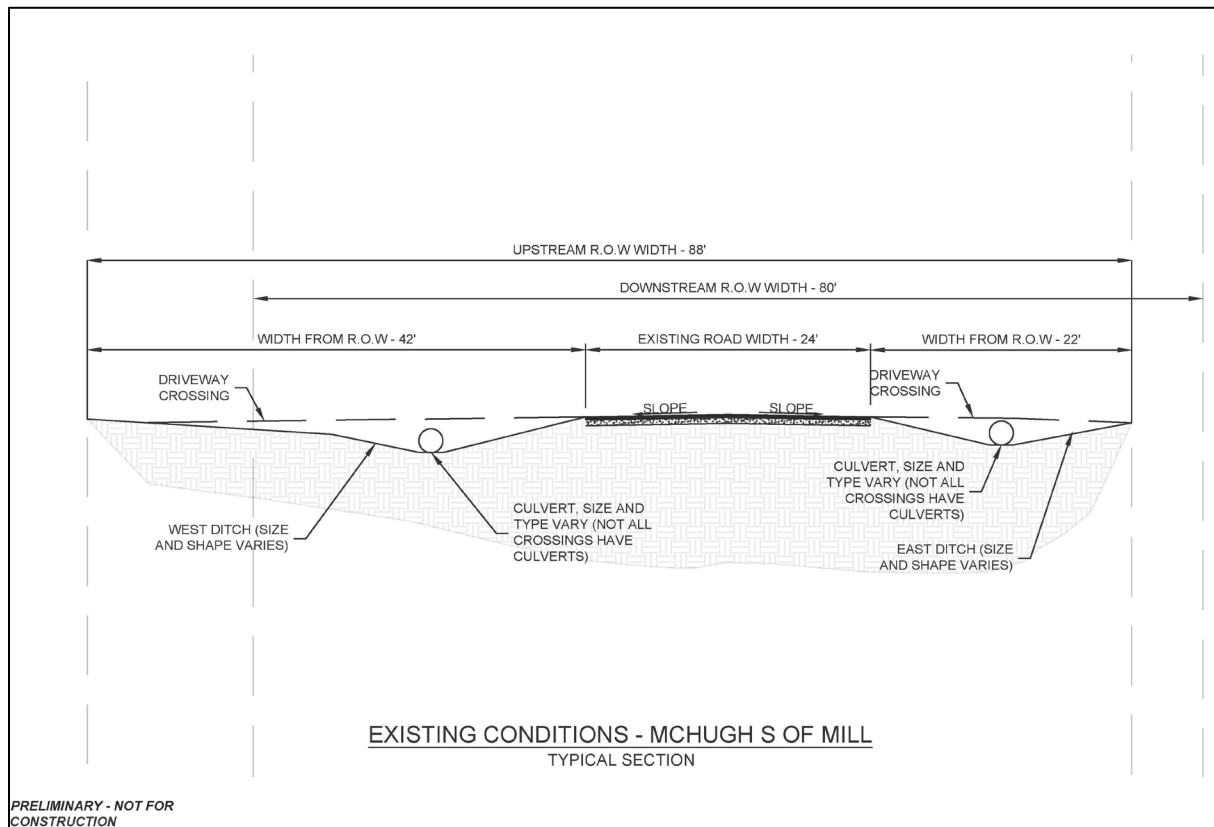 UPSTREAM R.O.W WIDTH - 88'
DOWNSTREAM R.O.W WIDTH - 80'
WIDTH FROM R.O.W - 42'
EXISTING ROAD WIDTH - 24'
WIDTH FROM R.O.W - 22'
DRIVEWAY
CROSSING
SLOPE
SLOPE
DRIVEWAY
CROSSING
WEST DITCH (SIZE
AND SHAPE VARIES)
CULVERT, SIZE AND
TYPE VARY (NOT ALL
CROSSINGS HAVE
CULVERTS)
CULVERT, SIZE AND
TYPE VARY (NOT ALL
CROSSINGS HAVE
CULVERTS)
EAST DITCH (SIZE
AND SHAPE VARIES)
EXISTING CONDITIONS - MCHUGH S OF MILL
TYPICAL SECTION
PRELIMINARY - NOT FOR
CONSTRUCTION